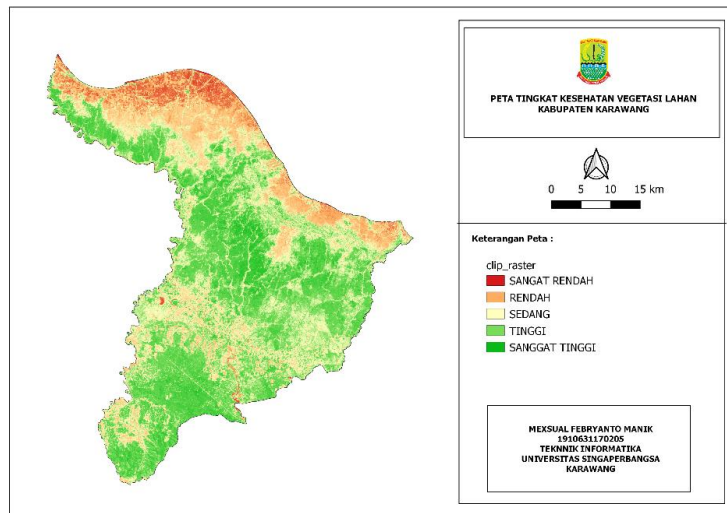 PETA TINGKAT KESEHATAN VEGETASI LAHAN
KABUPATEN KARAWANG
0 5 10 15 km
Keterangan Peta :
clip_raster
SANGAT RENDAH
RENDAH
SEDANG
TINGGI
SANGGAT TINGGI
MEXSUAL FEBRYANTO MANIK
1910631170205
TEKNNIK INFORMATIKA
UNIVERSITAS SINGAPERBANGSA
KARAWANG